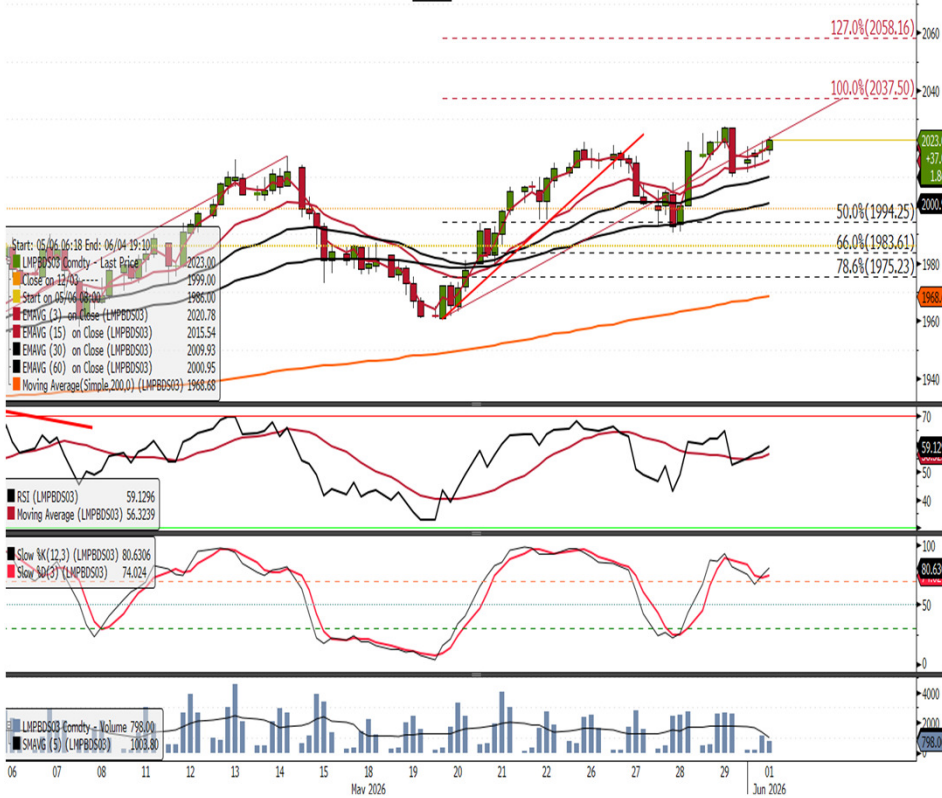 127.0%(2058.16)
2060
100.0%(2037.50)
2040
2023.
+37.
1.8
2000.
50.0%(1994.25)
66.0%(1983.61)
1980
78.6%(1975.23)
1968.
1940
Start: 05/06 06:18 End: 06/04 19:10
LMPBDS03 Comdty - Last Price 2023.00
Close on 12/03 ---- 1999.00
Start on 05/06 03:00 1986.00
EMAVG (3) on Close (LMPBDS03) 2020.78
EMAVG (15) on Close (LMPBDS03) 2015.54
EMAVG (30) on Close (LMPBDS03) 2009.93
EMAVG (60) on Close (LMPBDS03) 2000.95
Moving Average(Simple,200,0) (LMPBDS03) 1968.68
70
59.129
50
40
RSI (LMPBDS03) 59.1296
Moving Average (LMPBDS03) 56.3239
100
80.630
50
0
Slow %K(12,3) (LMPBDS03) 80.6306
Slow %D(3) (LMPBDS03) 74.024
4000
2000
798.00
LMPBDS03 Comdty - Volume 798.00
SMAVG (5) (LMPBDS03) 1003.80
06 07 08 11 12 13 14 15 18 19 20 21 22 26 27 28 29 01
May 2026 Jun 2026